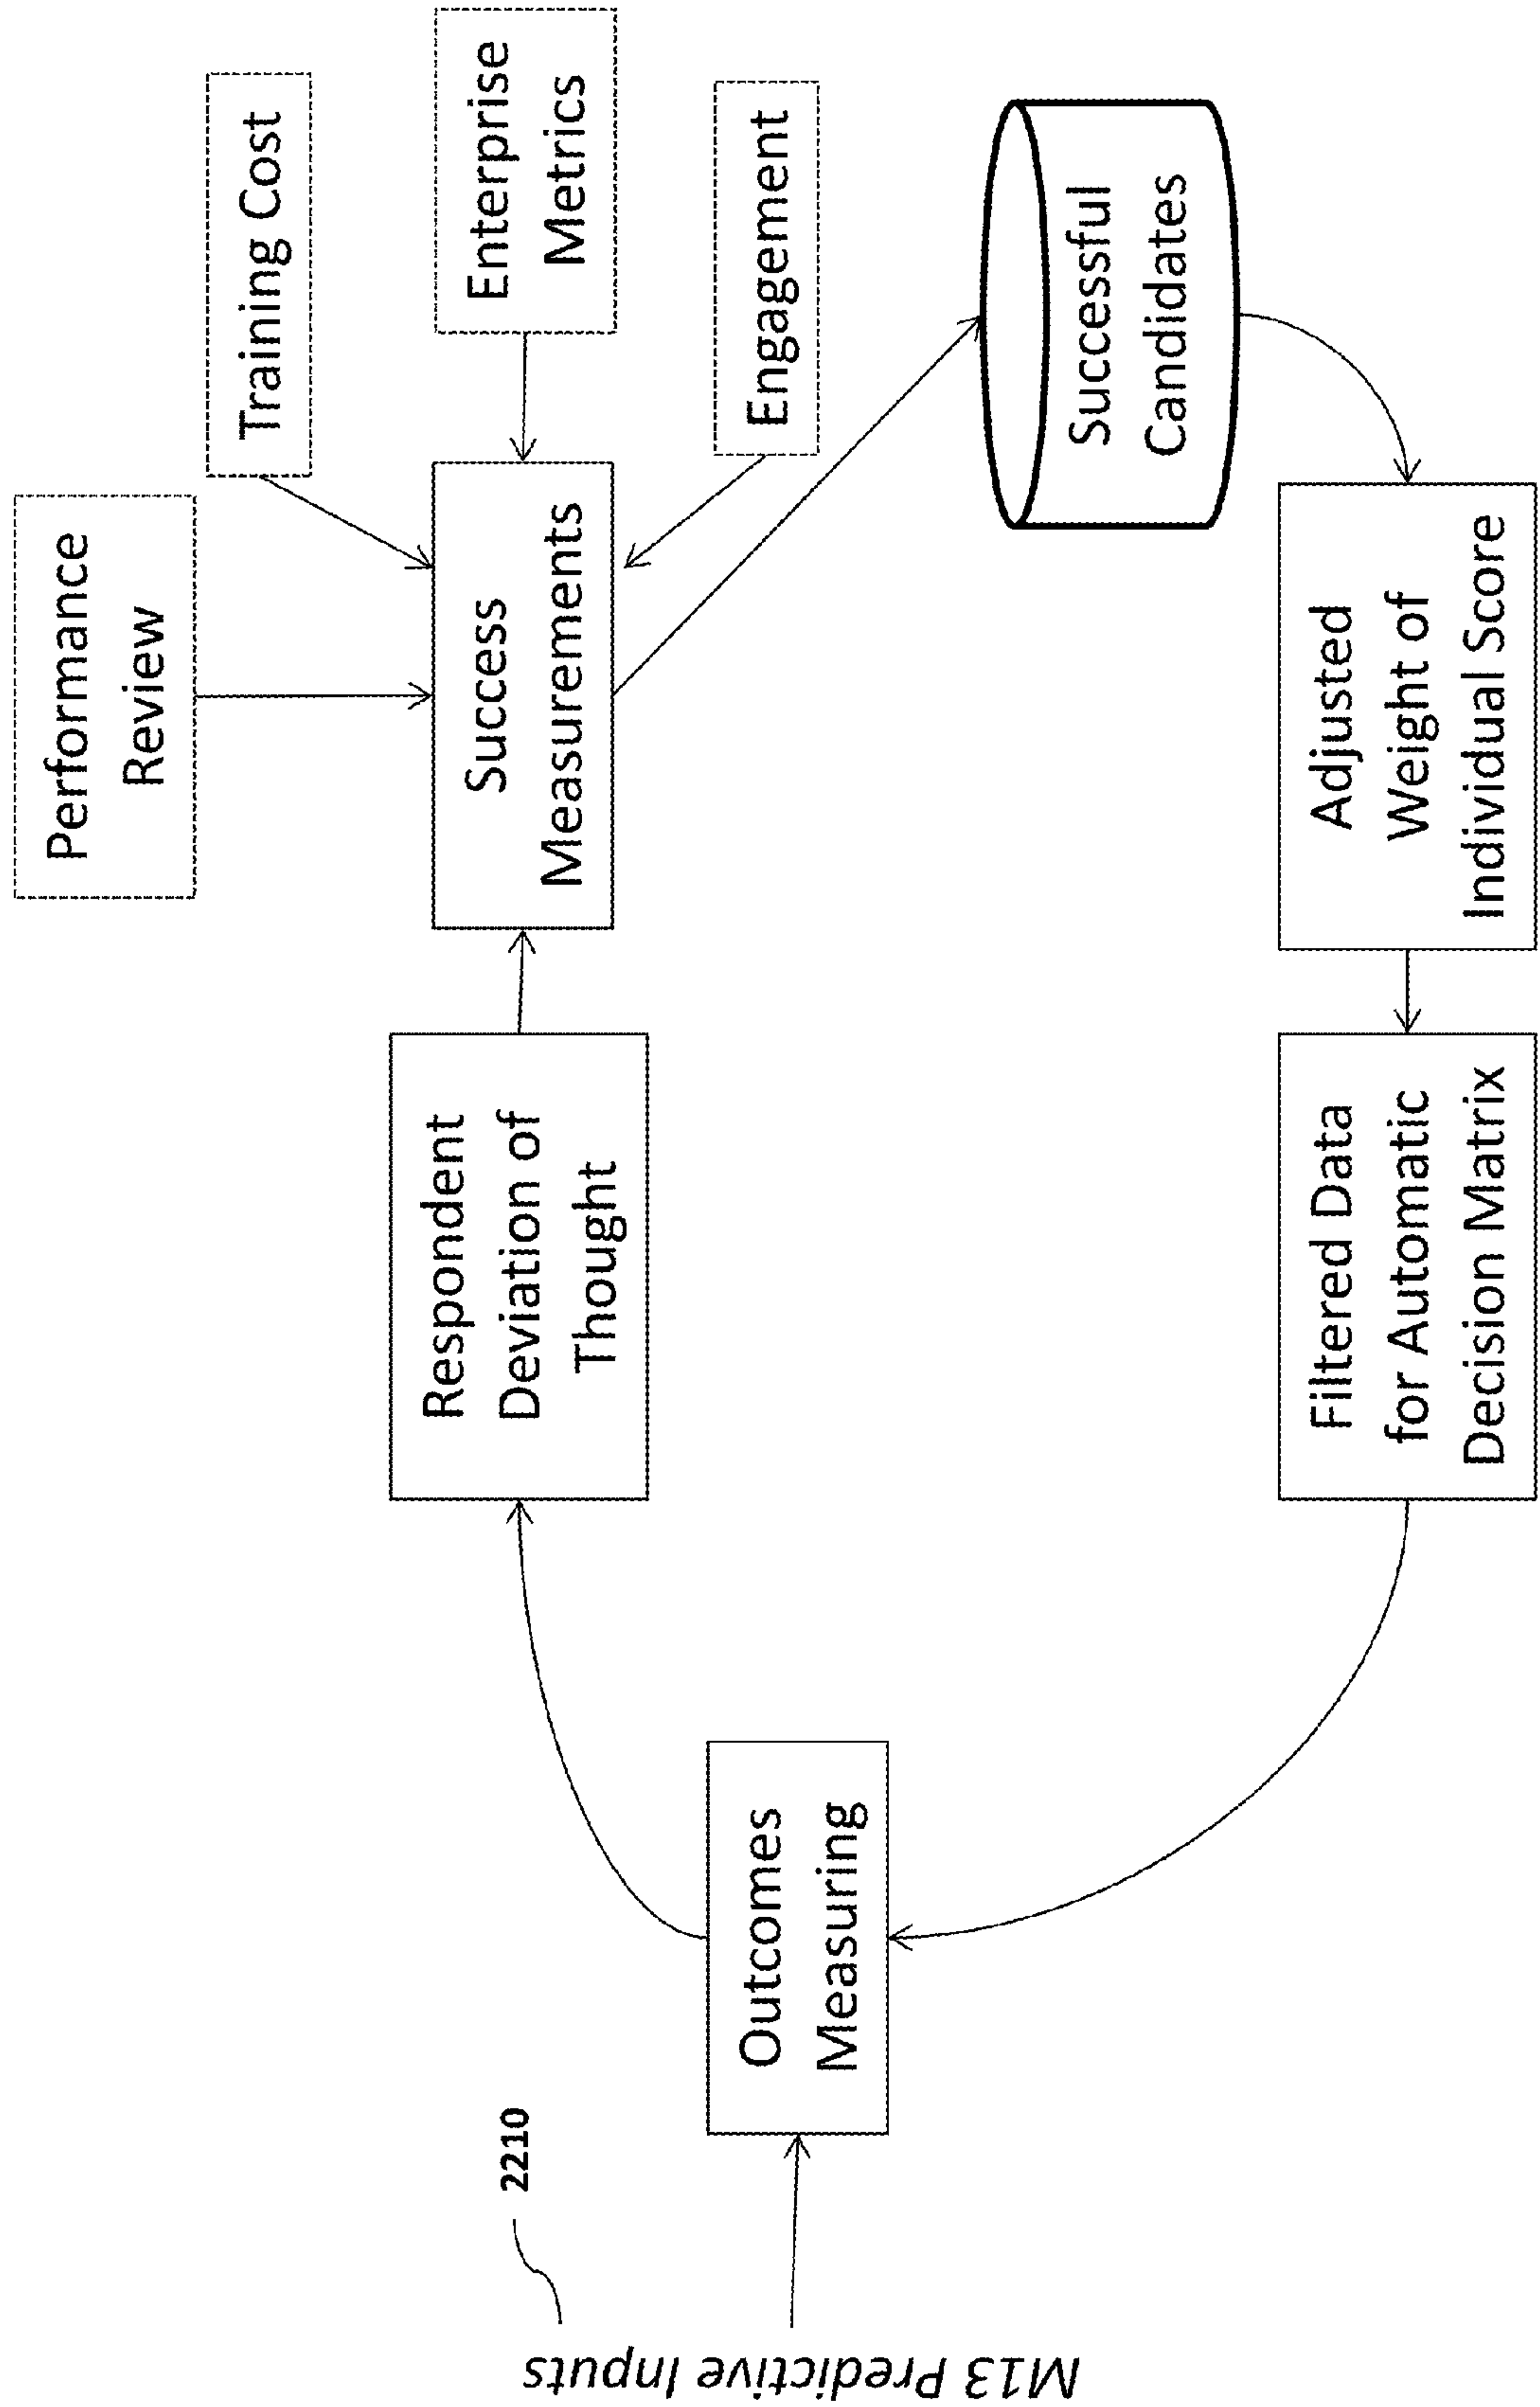 Performance
Review
Training Cost
Enterprise
Metrics
Engagement
Success
Measurements
Respondent
Deviation of
Thought
Successful
Candidates
Adjusted
Weight of
Individual Score
Filtered Data
for Automatic
Decision Matrix
Outcomes
Measuring
2210
M13 Predictive Inputs